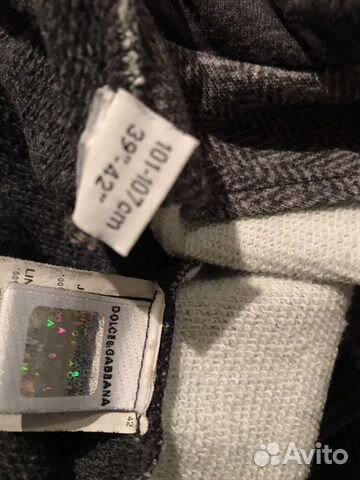 101-107cm
39"-42"
DOLCE&GABBANA
42
Avito